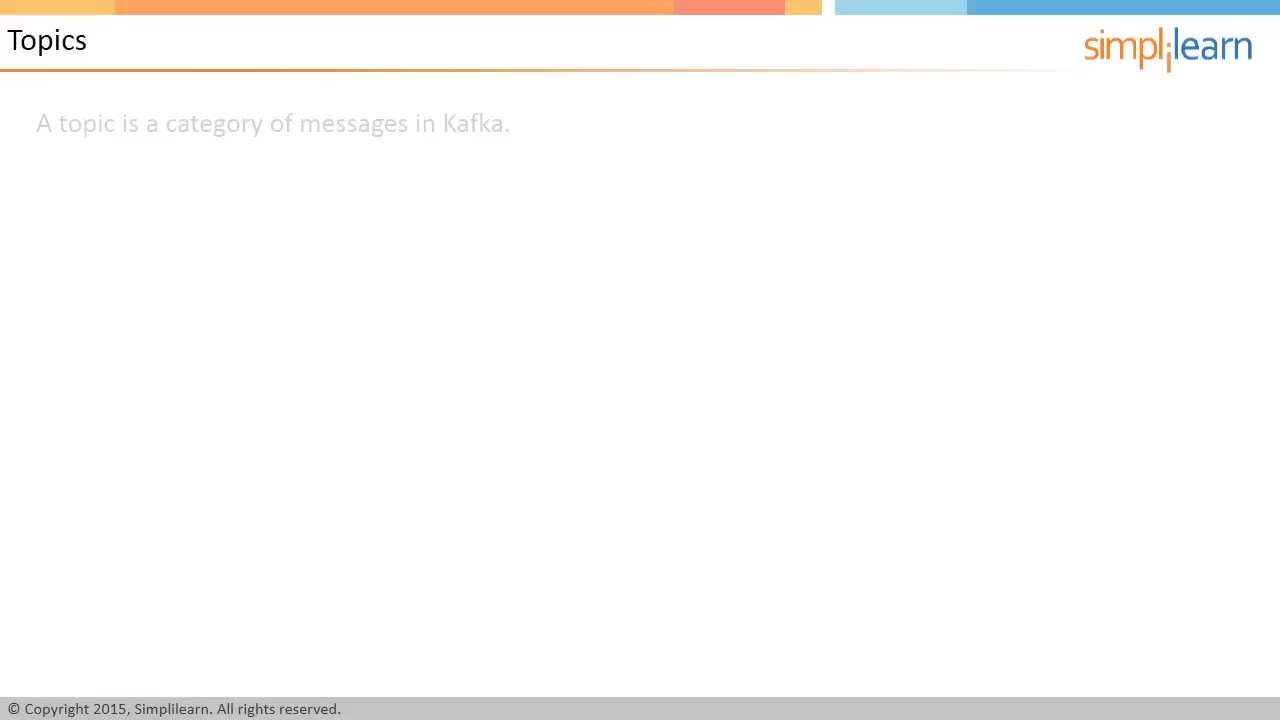 Topics
simplilearn
A topic is a category of messages in Kafka.
© Copyright 2015, Simplilearn. All rights reserved.